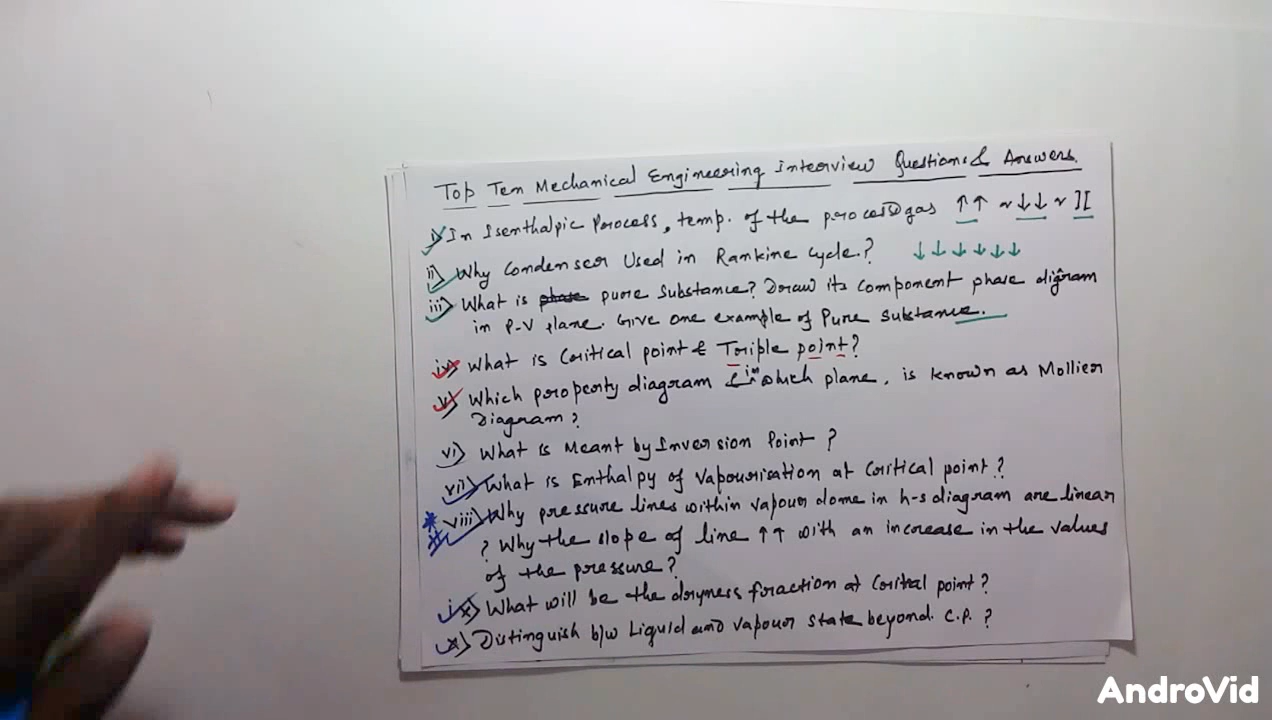 Top Ten Mechanical Engineering Interview Questions & Answers.
i) In Isenthalpic Process, temp. of the process gas ↑↑ ~ ↓↓ ~ ][
ii) Why Condenser Used in Rankine Cycle.? ↓ ↓ ↓ ↓ ↓ ↓
iii) What is pure substance? Draw its component phase digram
in P-V plane. Give one example of Pure substance.
iv) What is Critical point & Triple point?
v) Which property diagram & in which plane, is known as Mollier
Diagram?
vi) What is Meant by Inversion Point?
vii) What is Enthalpy of Vapourisation at Critical point?
* viii) Why pressure lines within vapour dome in h-s diagram are linear
? Why the slope of line ↑↑ with an increase in the values
of the pressure?
ix) What will be the dryness fraction at Critical point?
x) Distinguish b/w Liquid and vapour state beyond C.P.?
AndroVid